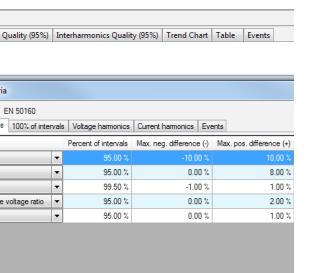 Quality (95%) Interharmonics Quality (95%) Trend Chart Table Events
ria
EN 50160
s 100% of intervals Voltage harmonics Current harmonics Events
Percent of intervals Max. neg. difference (-) Max. pos. difference (+)
95.00 % -10.00 % 10.00 %
95.00 % 0.00 % 8.00 %
99.50 % -1.00 % 1.00 %
e voltage ratio 95.00 % 0.00 % 2.00 %
95.00 % 0.00 % 1.00 %